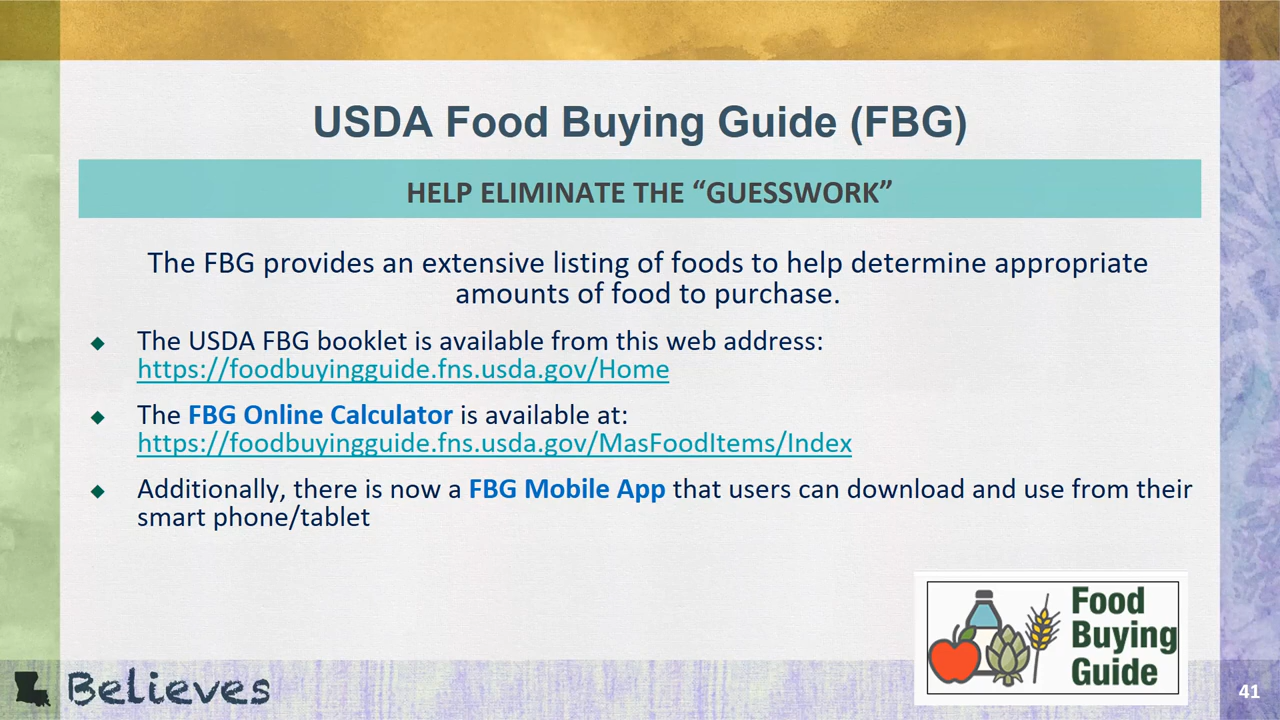 USDA Food Buying Guide (FBG)
HELP ELIMINATE THE “GUESSWORK”
The FBG provides an extensive listing of foods to help determine appropriate
amounts of food to purchase.
The USDA FBG booklet is available from this web address:
https://foodbuyingguide.fns.usda.gov/Home
The FBG Online Calculator is available at:
https://foodbuyingguide.fns.usda.gov/MasFoodItems/Index
Additionally, there is now a FBG Mobile App that users can download and use from their
smart phone/tablet
Food
Buying
Guide
Believes
41